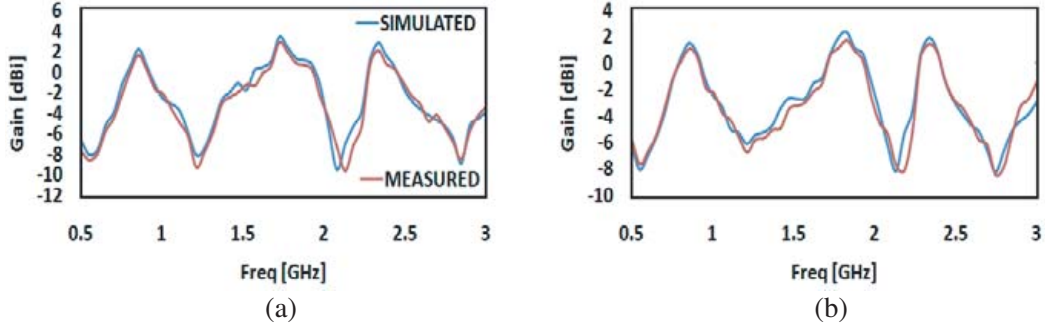 6
4
2
0
-2
-4
-6
-8
-10
-12
Gain [dBi]
SIMULATED
MEASURED
0.5 1 1.5 2 2.5 3
Freq [GHz]
(a)
4
2
0
-2
-4
-6
-8
-10
Gain [dBi]
0.5 1 1.5 2 2.5 3
Freq [GHz]
(b)